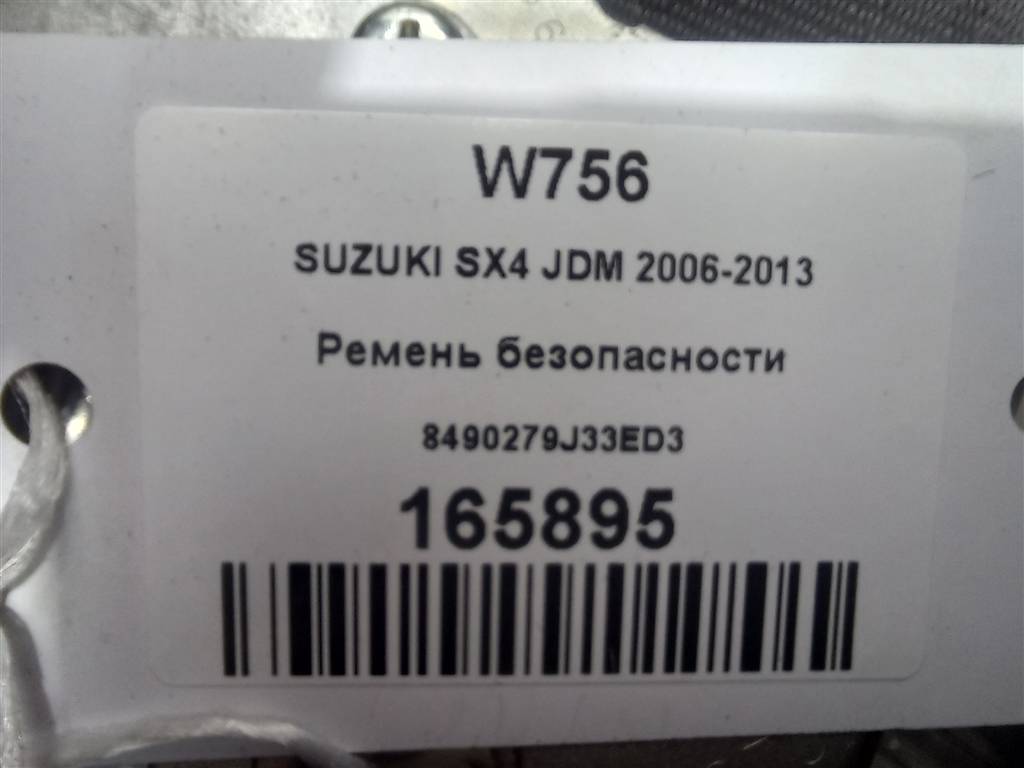 W756
SUZUKI SX4 JDM 2006-2013
Ремень безопасности
8490279J33ED3
165895